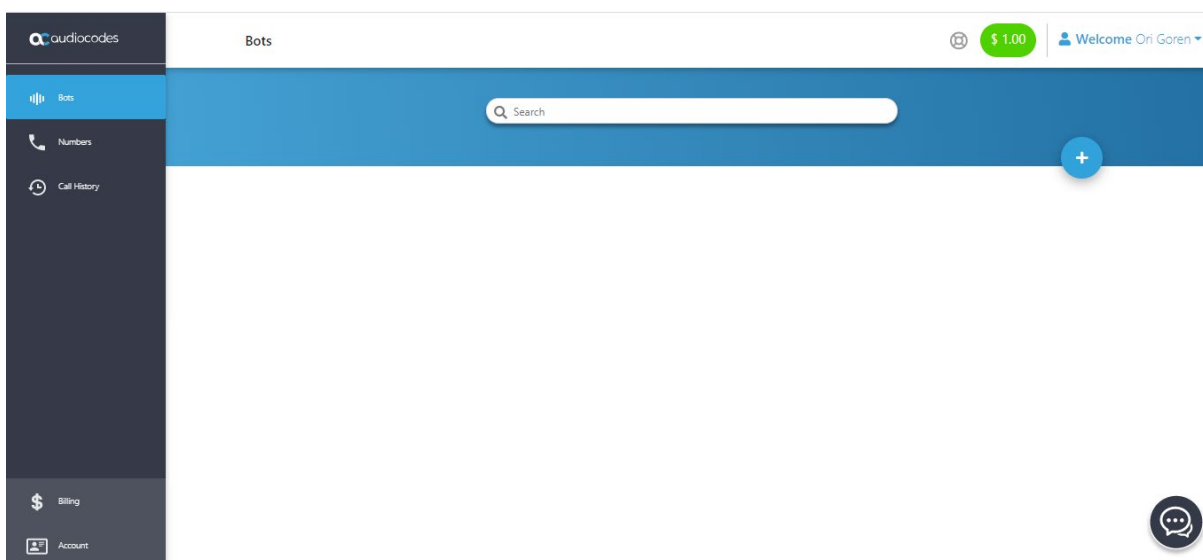 audiocodes
Bots
$ 1.00
Welcome Ori Goren
Bots
Search
Numbers
Call History
Billing
Account